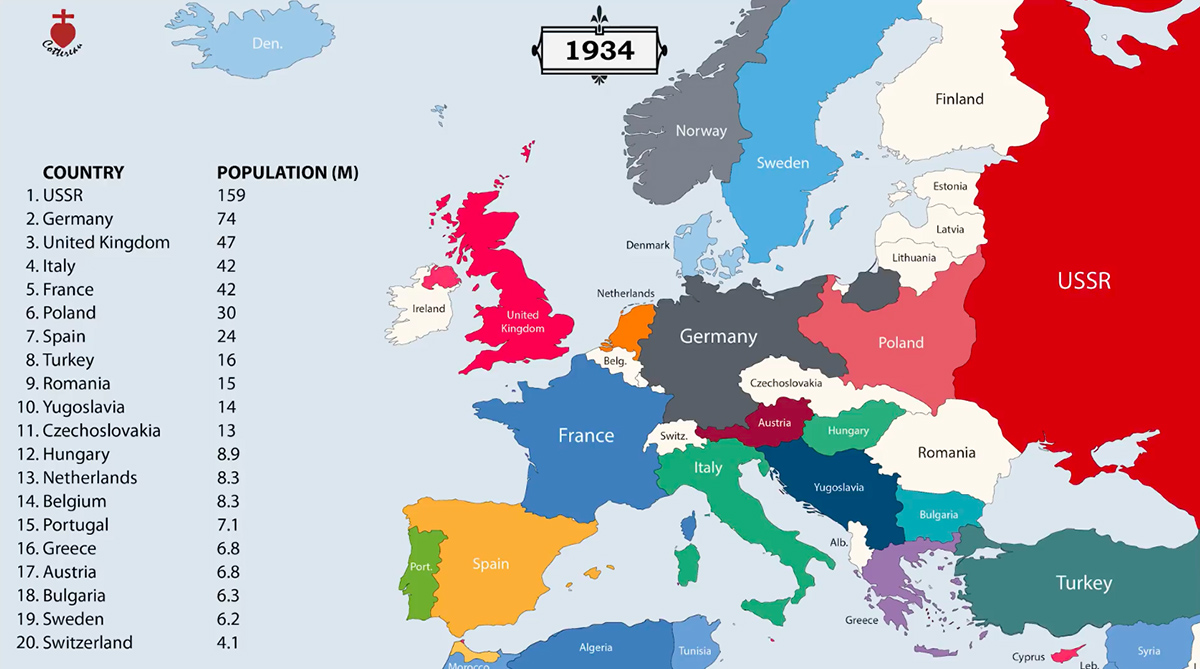 Cottereau
Den.
1934
Finland
Norway
Sweden
COUNTRY POPULATION (M)
1. USSR 159
2. Germany 74
3. United Kingdom 47
4. Italy 42
5. France 42
6. Poland 30
7. Spain 24
8. Turkey 16
9. Romania 15
10. Yugoslavia 14
11. Czechoslovakia 13
12. Hungary 8.9
13. Netherlands 8.3
14. Belgium 8.3
15. Portugal 7.1
16. Greece 6.8
17. Austria 6.8
18. Bulgaria 6.3
19. Sweden 6.2
20. Switzerland 4.1
Estonia
Latvia
Denmark
Lithuania
USSR
Netherlands
Ireland
United
Kingdom
Germany
Poland
Belg.
Czechoslovakia
Austria
Hungary
France
Switz.
Romania
Italy
Yugoslavia
Bulgaria
Alb.
Port.
Spain
Turkey
Greece
Algeria
Tunisia
Syria
Cyprus
Leb.
Morocco